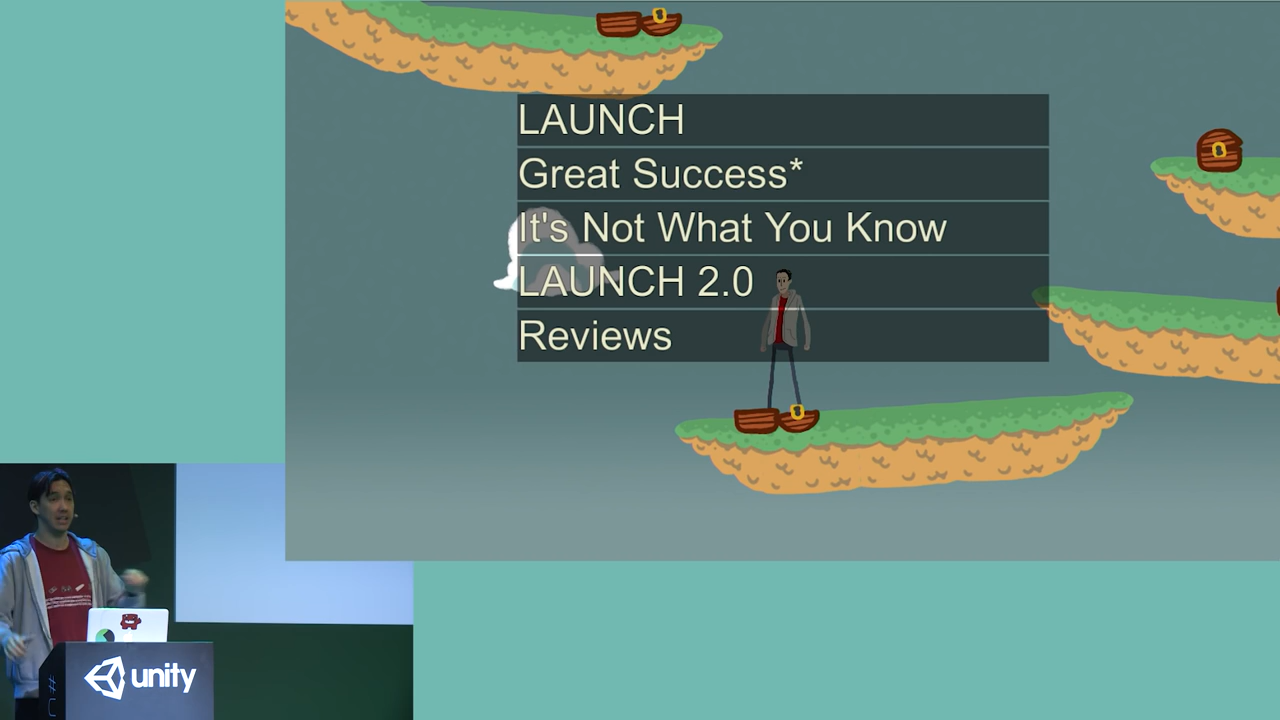 LAUNCH
Great Success*
It's Not What You Know
LAUNCH 2.0
Reviews
unity